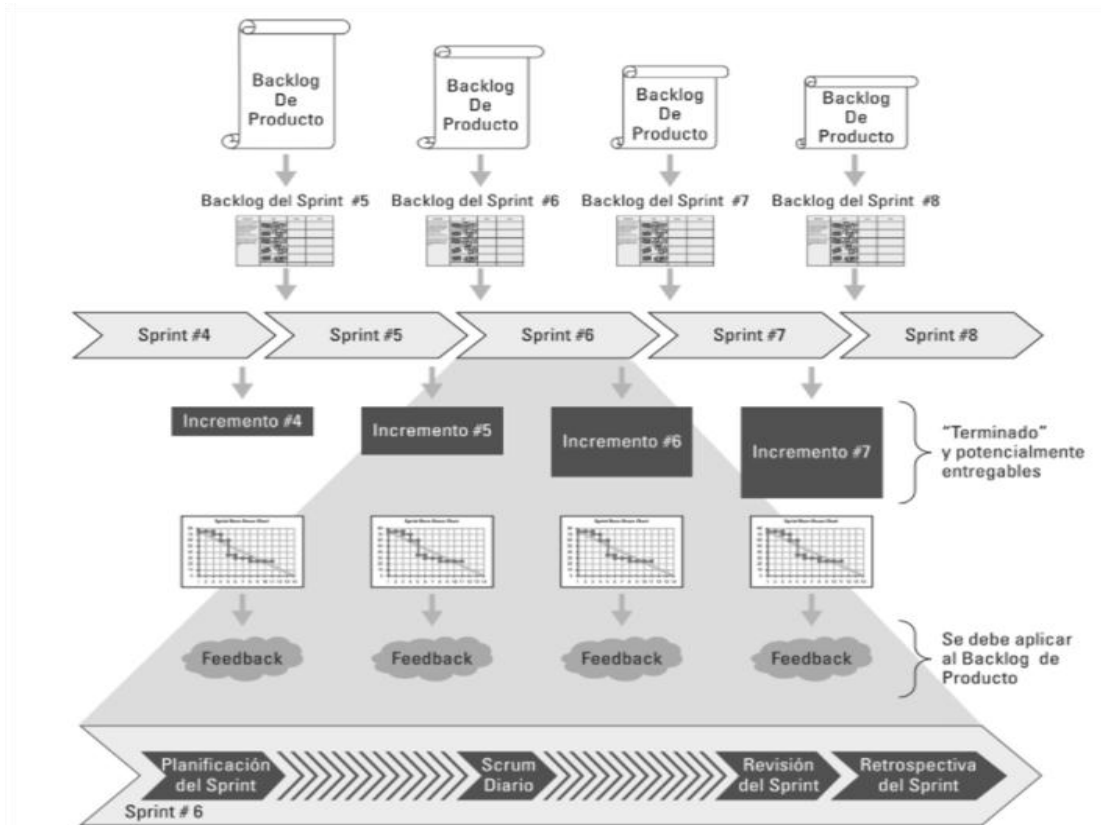 Backlog
De
Producto
Backlog
De
Producto
Backlog
De
Producto
Backlog
De
Producto
Backlog del Sprint #5
Backlog del Sprint #6
Backlog del Sprint #7
Backlog del Sprint #8
Sprint #4
Sprint #5
Sprint #6
Sprint #7
Sprint #8
Incremento #4
Incremento #5
Incremento #6
Incremento #7
"Terminado"
y potencialmente
entregables
Feedback
Feedback
Feedback
Feedback
Se debe aplicar
al Backlog de
Producto
Planificación
del Sprint
Scrum
Diario
Revisión
del Sprint
Retrospectiva
del Sprint
Sprint # 6